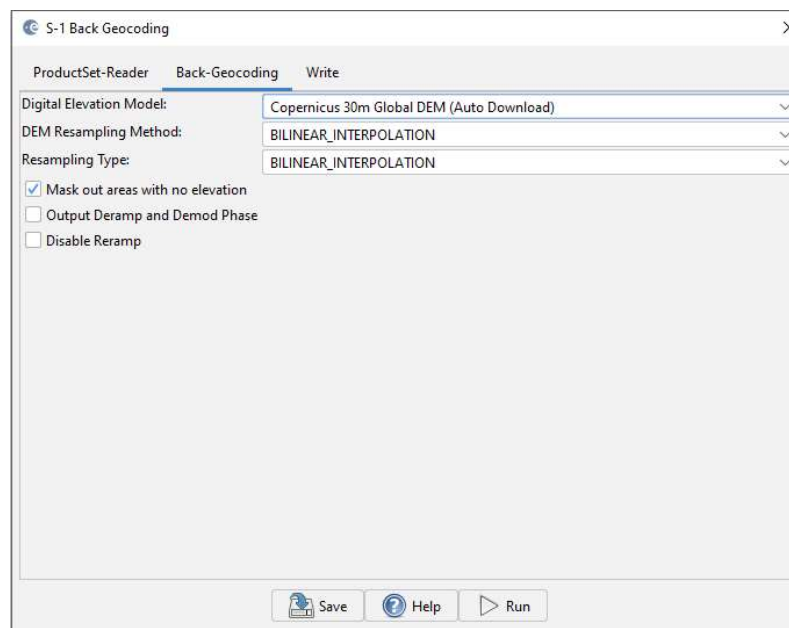 S-1 Back Geocoding
ProductSet-Reader Back-Geocoding Write
Digital Elevation Model: Copernicus 30m Global DEM (Auto Download)
DEM Resampling Method: BILINEAR_INTERPOLATION
Resampling Type: BILINEAR_INTERPOLATION
Mask out areas with no elevation
Output Deramp and Demod Phase
Disable Reramp
Save Help Run